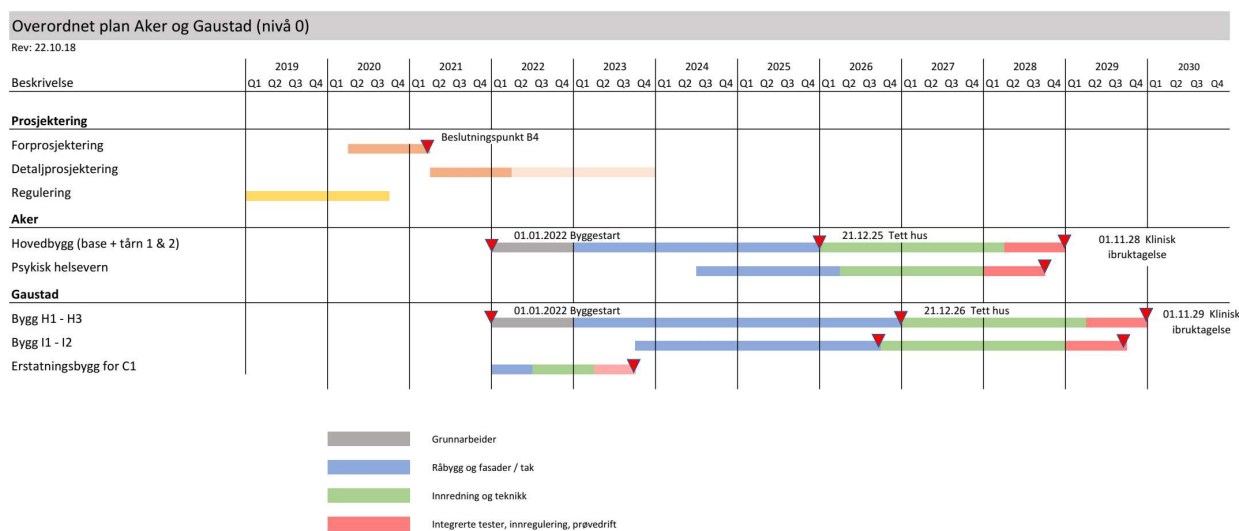 Overordnet plan Aker og Gaustad (nivå 0)
Rev: 22.10.18
2019 2020 2021 2022 2023 2024 2025 2026 2027 2028 2029 2030
Beskrivelse Q1 Q2 Q3 Q4 Q1 Q2 Q3 Q4 Q1 Q2 Q3 Q4 Q1 Q2 Q3 Q4 Q1 Q2 Q3 Q4 Q1 Q2 Q3 Q4 Q1 Q2 Q3 Q4 Q1 Q2 Q3 Q4 Q1 Q2 Q3 Q4 Q1 Q2 Q3 Q4 Q1 Q2 Q3 Q4 Q1 Q2 Q3 Q4
Prosjektering
Forprosjektering Beslutningspunkt B4
Detaljprosjektering
Regulering
Aker
Hovedbygg (base + tårn 1 & 2) 01.01.2022 Byggestart 21.12.25 Tett hus 01.11.28 Klinisk
ibruktagelse
Psykisk helsevern
Gaustad
Bygg H1 - H3 01.01.2022 Byggestart 21.12.26 Tett hus 01.11.29 Klinisk
ibruktagelse
Bygg I1 - I2
Erstatningsbygg for C1
Grunnarbeider
Råbygg og fasader / tak
Innredning og teknikk
Integrerte tester, innregulering, prøvedrift